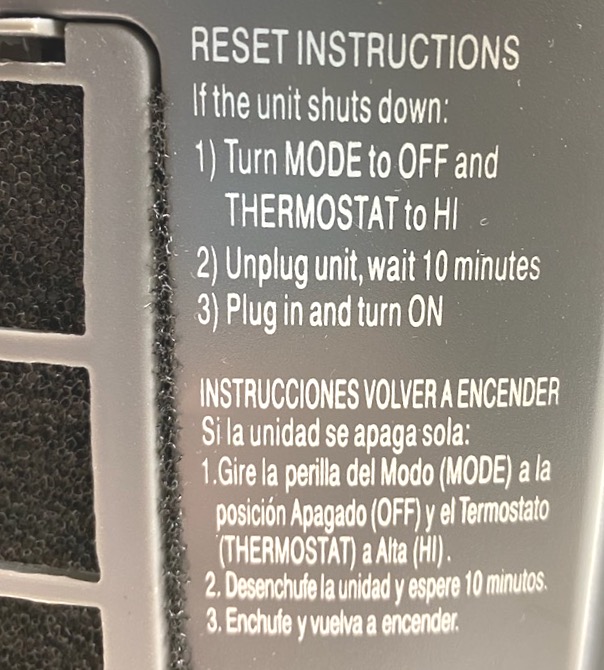 RESET INSTRUCTIONS
If the unit shuts down:
1) Turn MODE to OFF and
THERMOSTAT to HI
2) Unplug unit, wait 10 minutes
3) Plug in and turn ON
INSTRUCCIONES VOLVER A ENCENDER
Si la unidad se apaga sola:
1.Gire la perilla del Modo (MODE) a la
posición Apagado (OFF) y el Termostato
(THERMOSTAT) a Alta (HI).
2. Desenchufe la unidad y espere 10 minutos.
3. Enchufe y vuelva a encender.